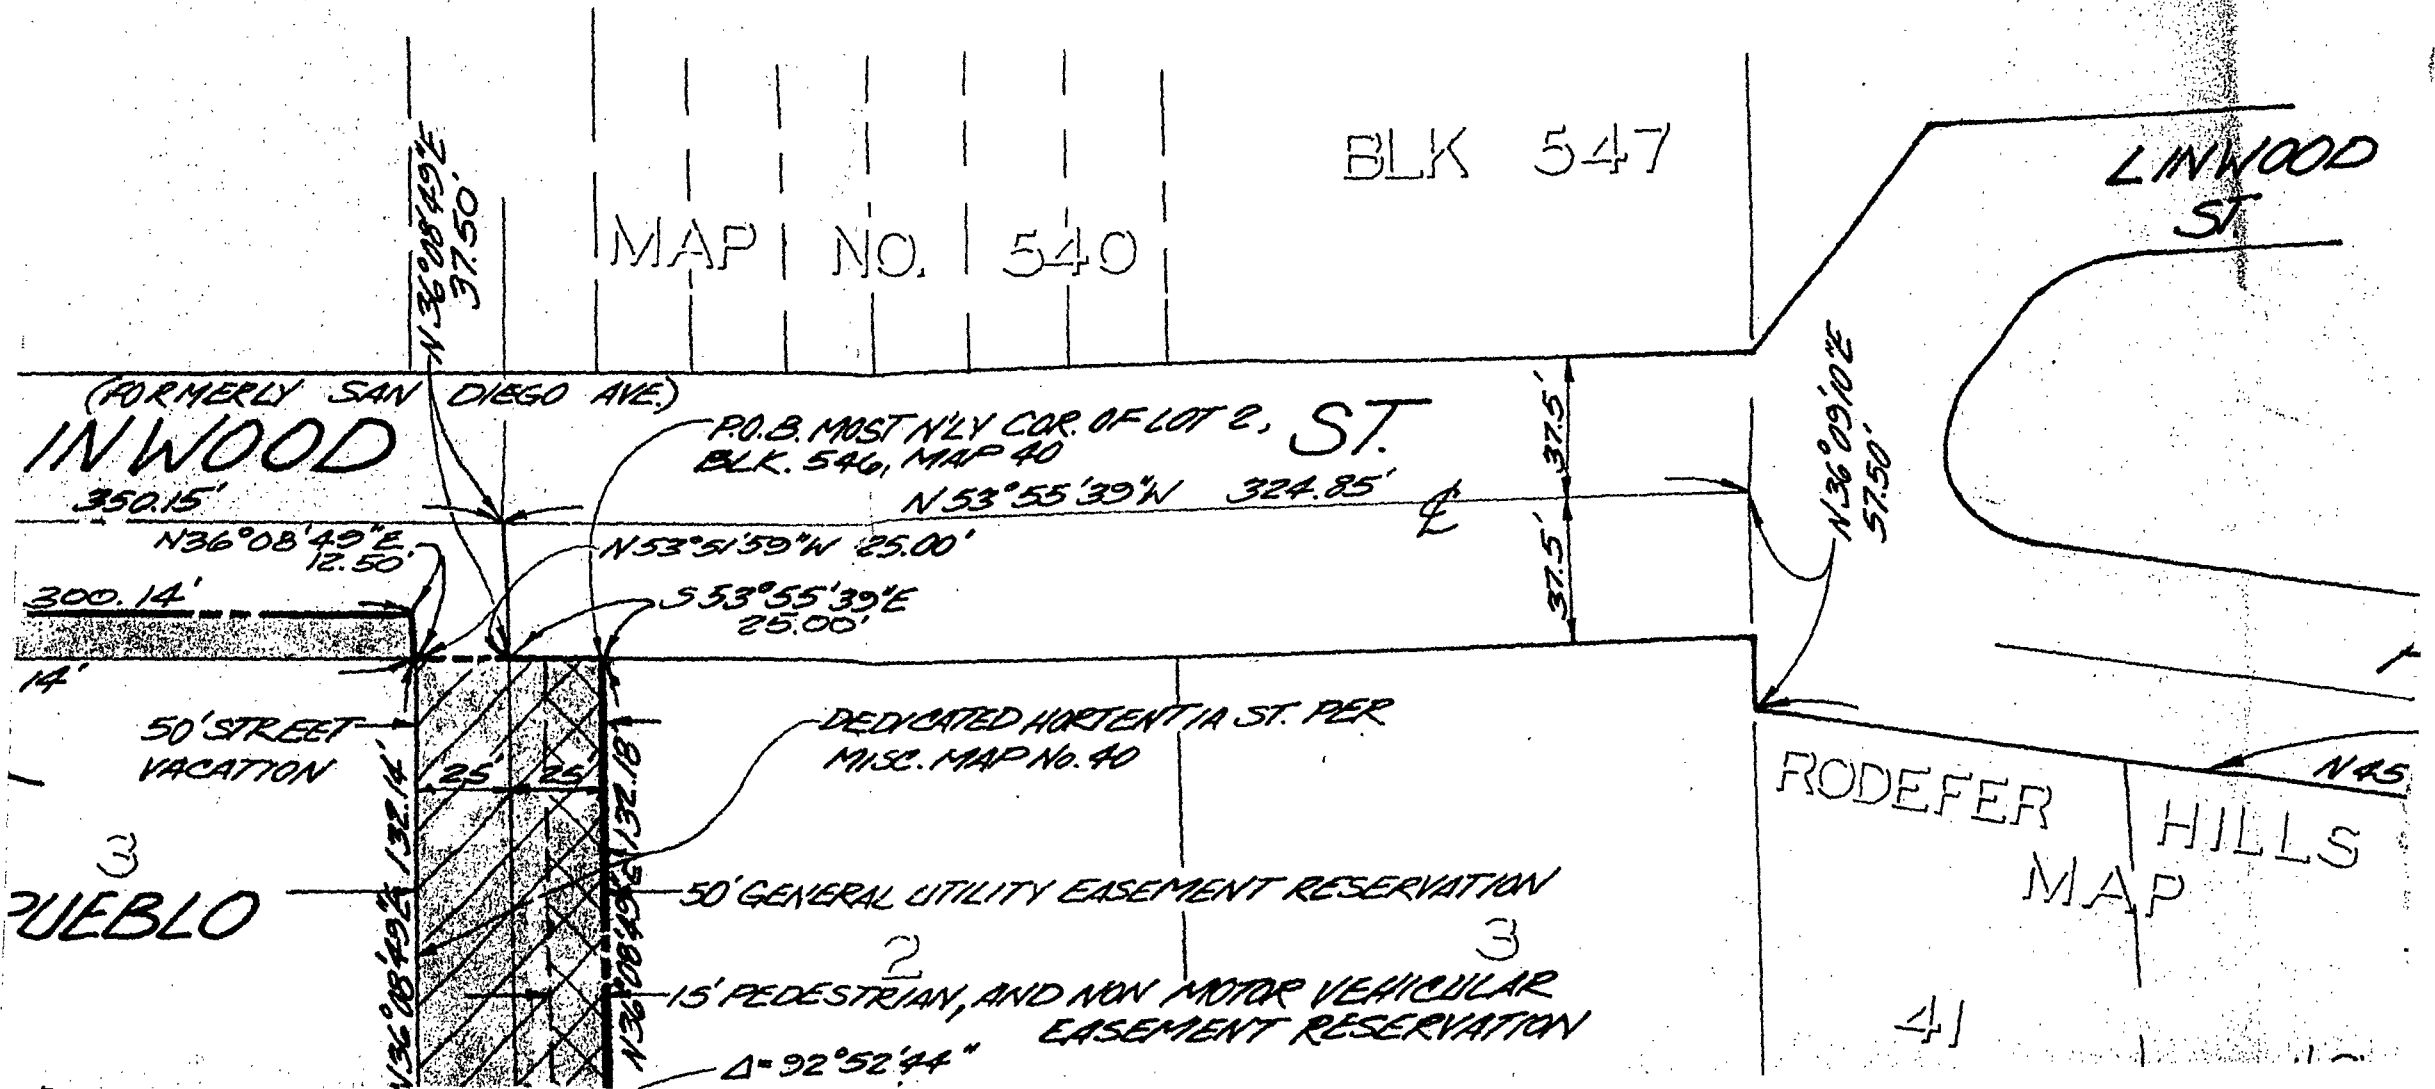 BLK 547
LINWOOD
ST.
N36°08'49"E
37.50'
MAP NO. 540
(FORMERLY SAN DIEGO AVE.)
INWOOD
ST.
P.O.B. MOST N'LY COR. OF LOT 2,
BLK. 546, MAP 40
350.15'
N53°55'39"W 324.85'
℄
37.5'
37.5'
N36°09'10"E
57.50'
N36°08'49"E
12.50'
N53°51'59"W 25.00'
300.14'
S53°55'39"E
25.00'
14'
50' STREET
VACATION
25' 25'
DEDICATED HORTENTIA ST. PER
MISC. MAP No. 40
N36°08'49"E 132.14'
N36°08'49"E 132.18'
N45
RODEFER HILLS
MAP
3
PUEBLO
50' GENERAL UTILITY EASEMENT RESERVATION
2
3
15' PEDESTRIAN, AND NON MOTOR VEHICULAR
EASEMENT RESERVATION
41
Δ=92°52'44"